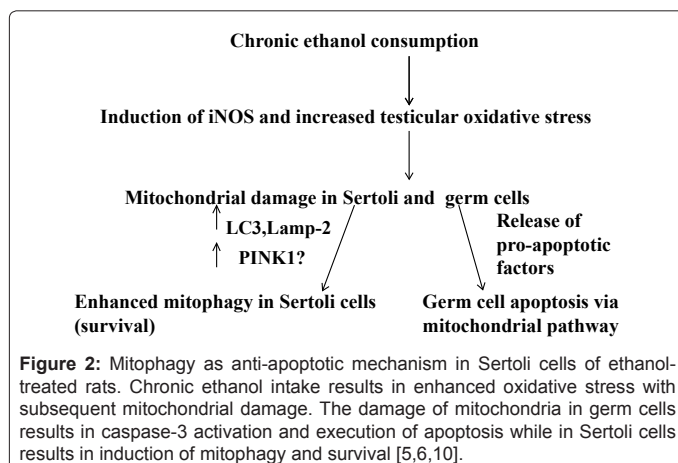 Chronic ethanol consumption
Induction of iNOS and increased testicular oxidative stress
Mitochondrial damage in Sertoli and germ cells
LC3,Lamp-2
PINK1?
Release of
pro-apoptotic
factors
Enhanced mitophagy in Sertoli cells
(survival)
Germ cell apoptosis via
mitochondrial pathway
Figure 2: Mitophagy as anti-apoptotic mechanism in Sertoli cells of ethanol-
treated rats. Chronic ethanol intake results in enhanced oxidative stress with
subsequent mitochondrial damage. The damage of mitochondria in germ cells
results in caspase-3 activation and execution of apoptosis while in Sertoli cells
results in induction of mitophagy and survival [5,6,10].